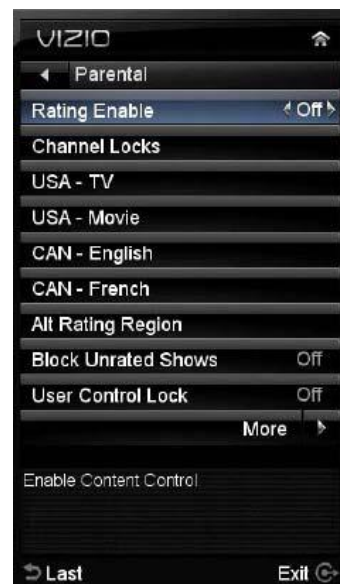 VIZIO
Parental
Rating Enable Off
Channel Locks
USA - TV
USA - Movie
CAN - English
CAN - French
Alt Rating Region
Block Unrated Shows Off
User Control Lock Off
More
Enable Content Control
Last Exit